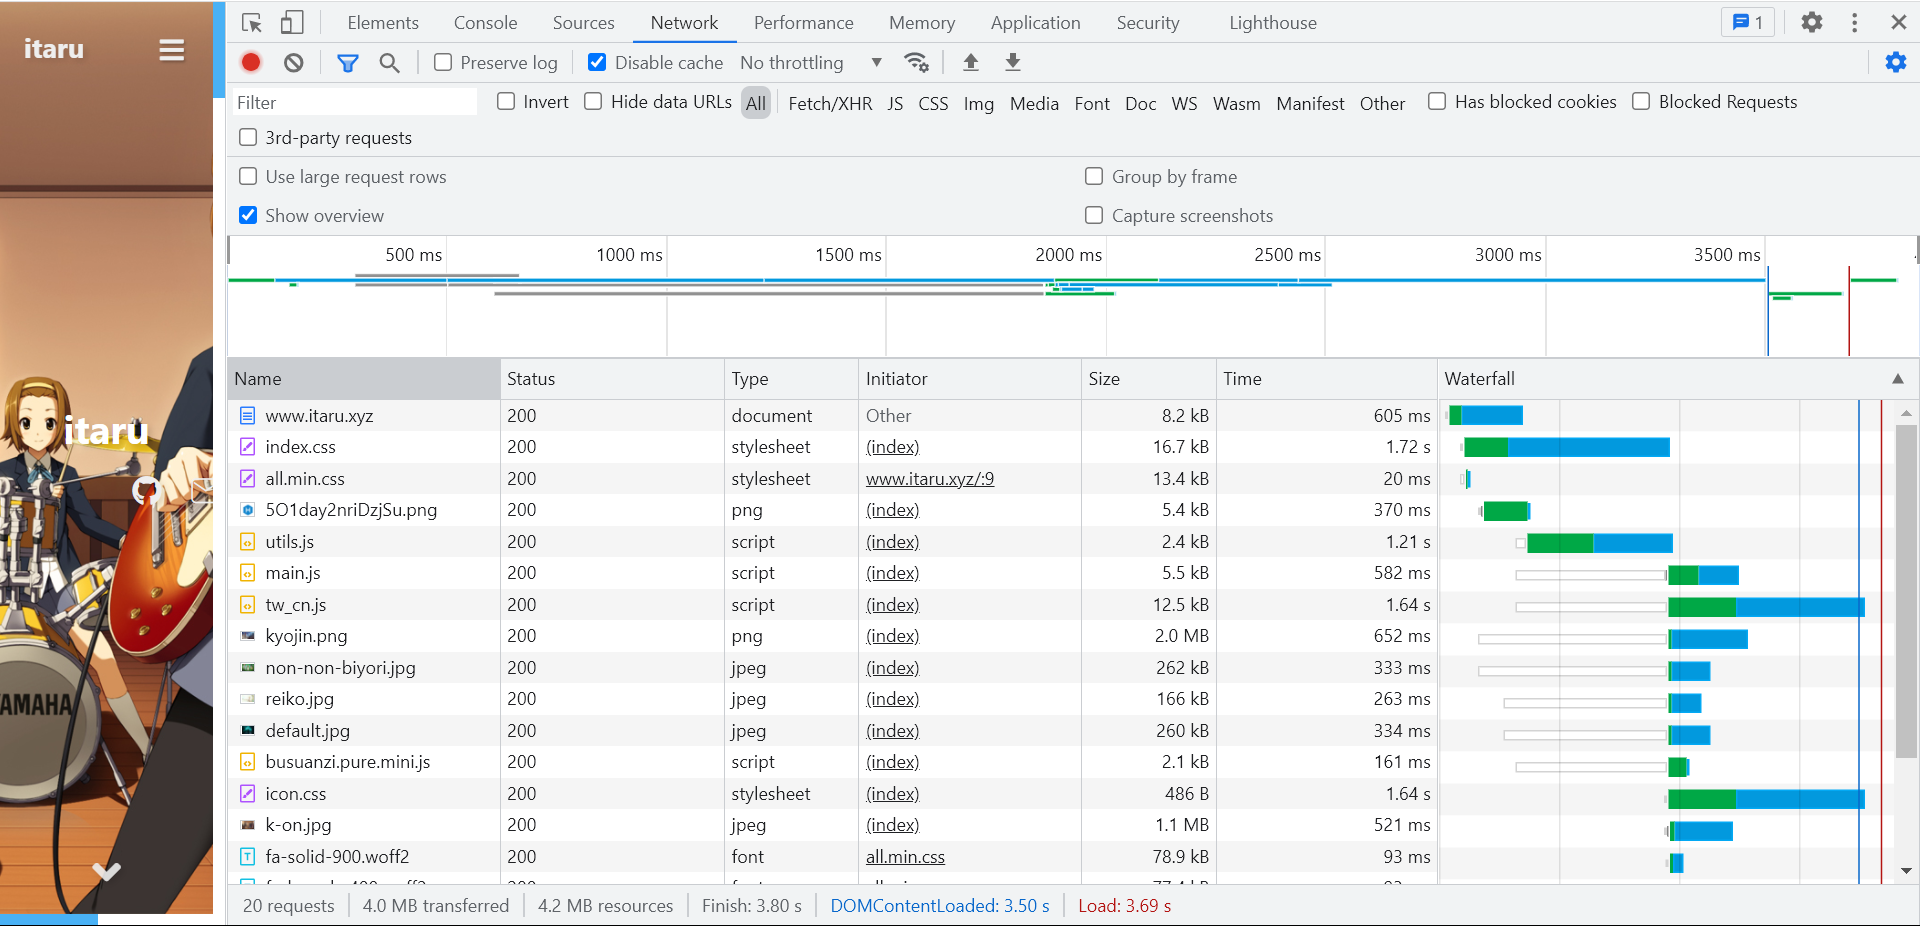 itaru
itaru
YAMAHA
Elements Console Sources Network Performance Memory Application Security Lighthouse 1
Preserve log Disable cache No throttling
Filter Invert Hide data URLs All Fetch/XHR JS CSS Img Media Font Doc WS Wasm Manifest Other Has blocked cookies Blocked Requests
3rd-party requests
Use large request rows Group by frame
Show overview Capture screenshots
500 ms 1000 ms 1500 ms 2000 ms 2500 ms 3000 ms 3500 ms
Name Status Type Initiator Size Time Waterfall
www.itaru.xyz 200 document Other 8.2 kB 605 ms
index.css 200 stylesheet (index) 16.7 kB 1.72 s
all.min.css 200 stylesheet www.itaru.xyz/:9 13.4 kB 20 ms
5O1day2nriDzjSu.png 200 png (index) 5.4 kB 370 ms
utils.js 200 script (index) 2.4 kB 1.21 s
main.js 200 script (index) 5.5 kB 582 ms
tw_cn.js 200 script (index) 12.5 kB 1.64 s
kyojin.png 200 png (index) 2.0 MB 652 ms
non-non-biyori.jpg 200 jpeg (index) 262 kB 333 ms
reiko.jpg 200 jpeg (index) 166 kB 263 ms
default.jpg 200 jpeg (index) 260 kB 334 ms
busuanzi.pure.mini.js 200 script (index) 2.1 kB 161 ms
icon.css 200 stylesheet (index) 486 B 1.64 s
k-on.jpg 200 jpeg (index) 1.1 MB 521 ms
fa-solid-900.woff2 200 font all.min.css 78.9 kB 93 ms
20 requests 4.0 MB transferred 4.2 MB resources Finish: 3.80 s DOMContentLoaded: 3.50 s Load: 3.69 s